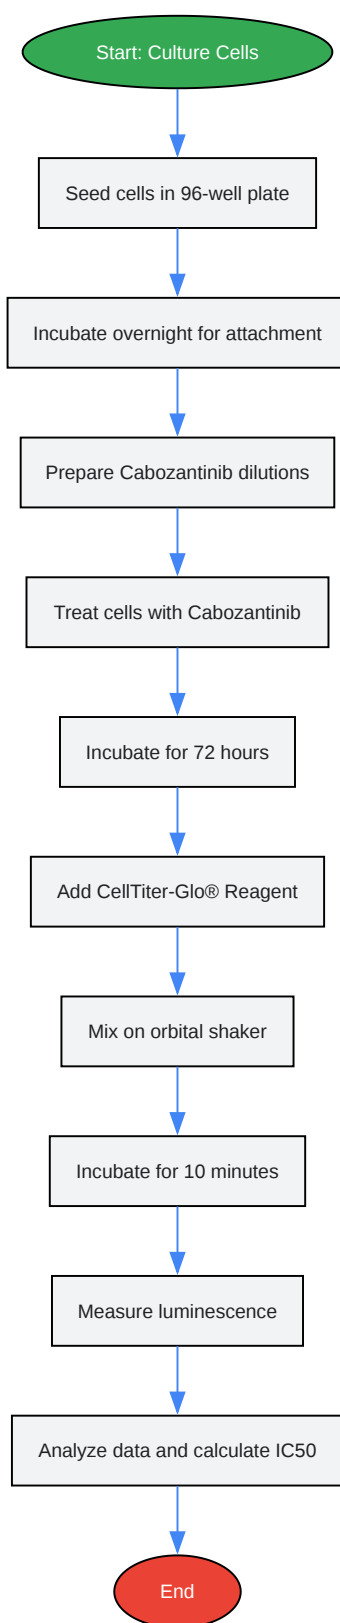 Start: Culture Cells
Seed cells in 96-well plate
Incubate overnight for attachment
Prepare Cabozantinib dilutions
Treat cells with Cabozantinib
Incubate for 72 hours
Add CellTiter-Glo® Reagent
Mix on orbital shaker
Incubate for 10 minutes
Measure luminescence
Analyze data and calculate IC50
End